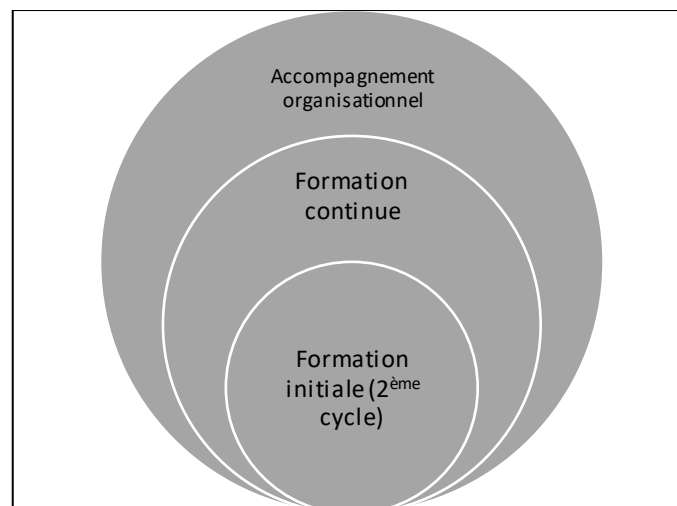 Accompagnement
organisationnel
Formation
continue
Formation
initiale (2ème
cycle)